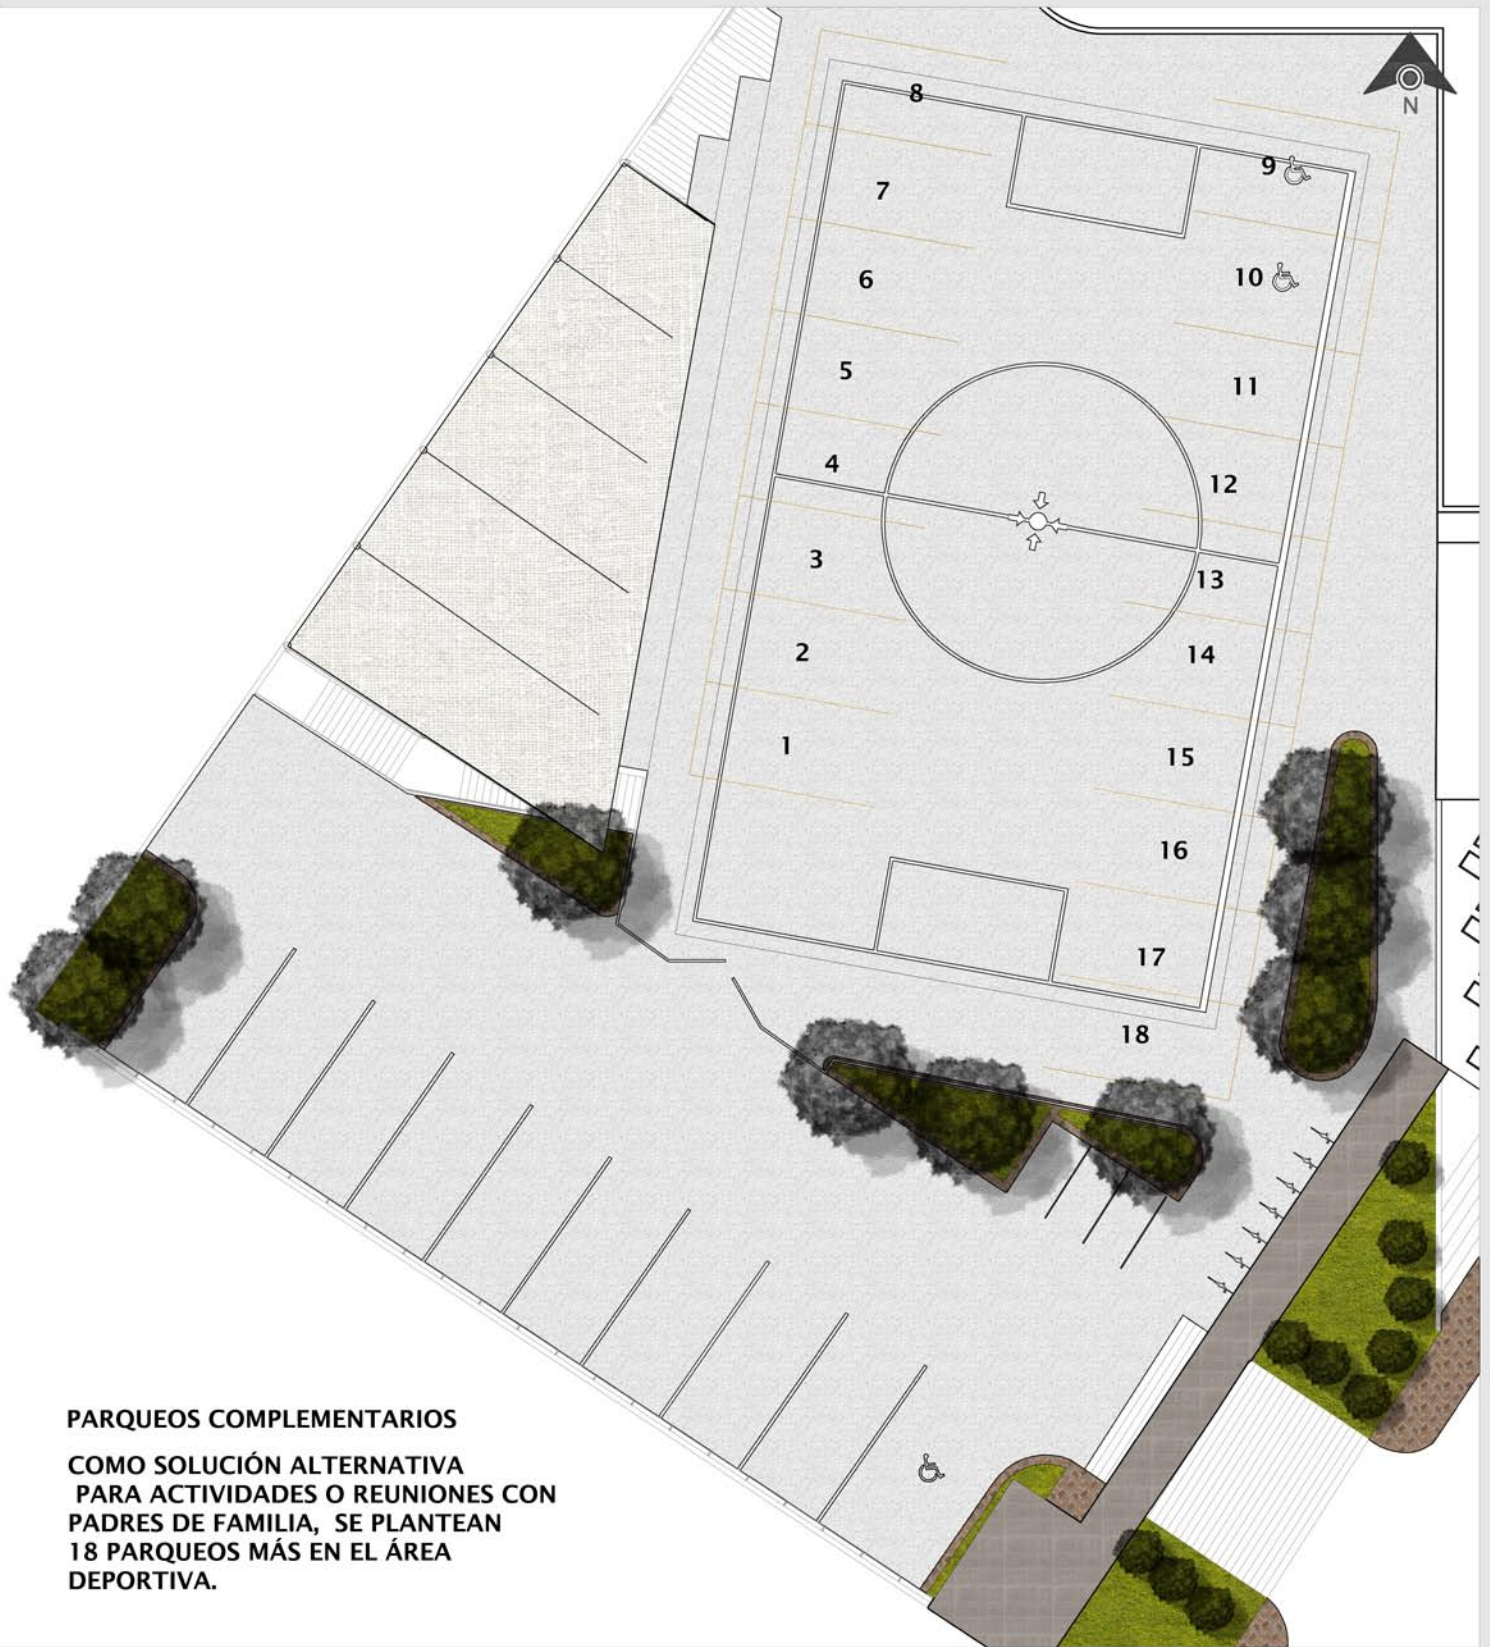 N
8
9
7
10
6
5
11
4
12
3
13
2
14
1
15
16
17
18
PARQUEOS COMPLEMENTARIOS
COMO SOLUCIÓN ALTERNATIVA
PARA ACTIVIDADES O REUNIONES CON
PADRES DE FAMILIA, SE PLANTEAN
18 PARQUEOS MÁS EN EL ÁREA
DEPORTIVA.